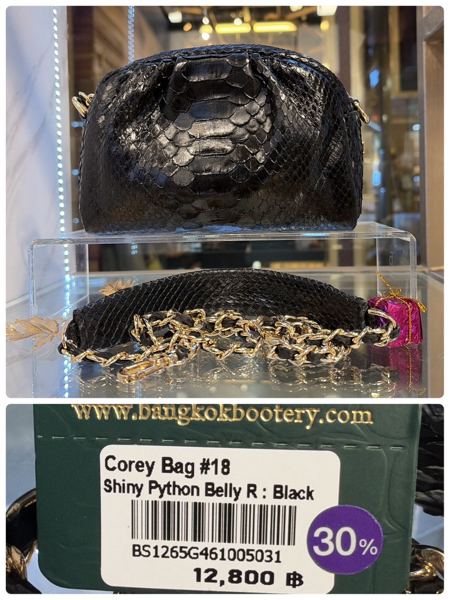 www.bangkokbootery.com
Corey Bag #18
Shiny Python Belly R : Black
BS1265G461005031
30%
12,800 ฿